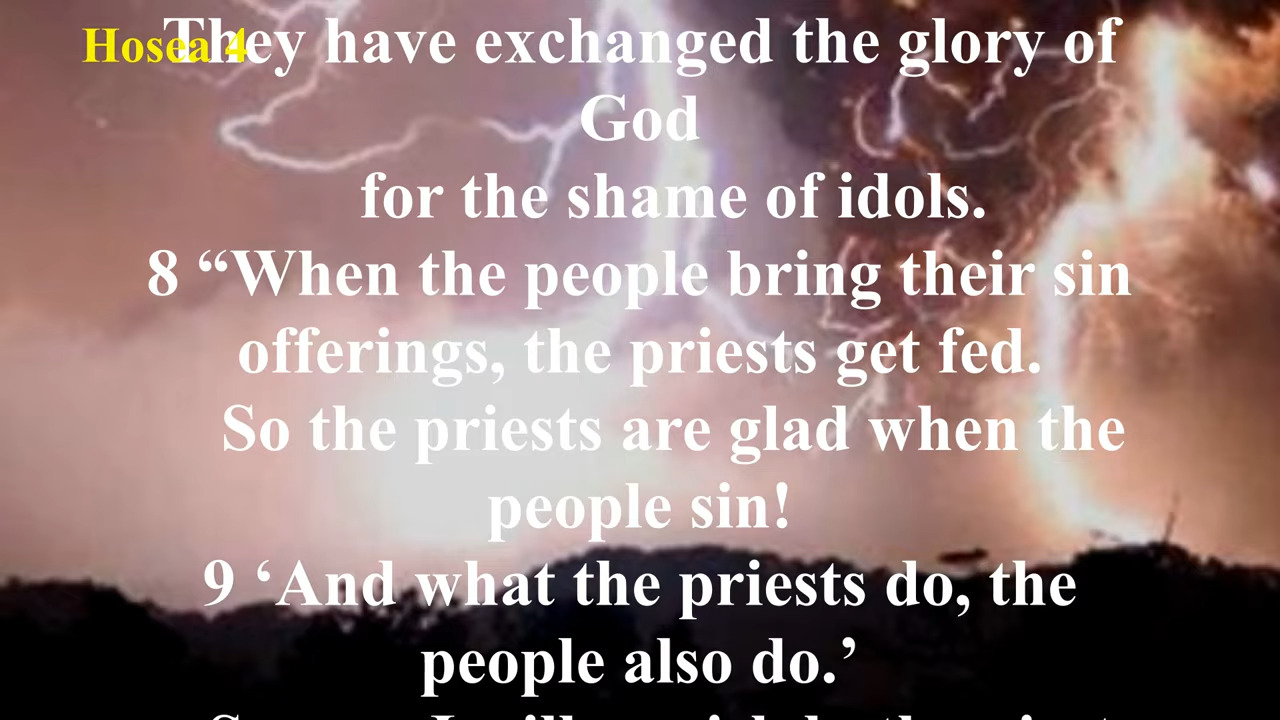 Hosea 4
They have exchanged the glory of
God
for the shame of idols.
8 “When the people bring their sin
offerings, the priests get fed.
So the priests are glad when the
people sin!
9 ‘And what the priests do, the
people also do.’